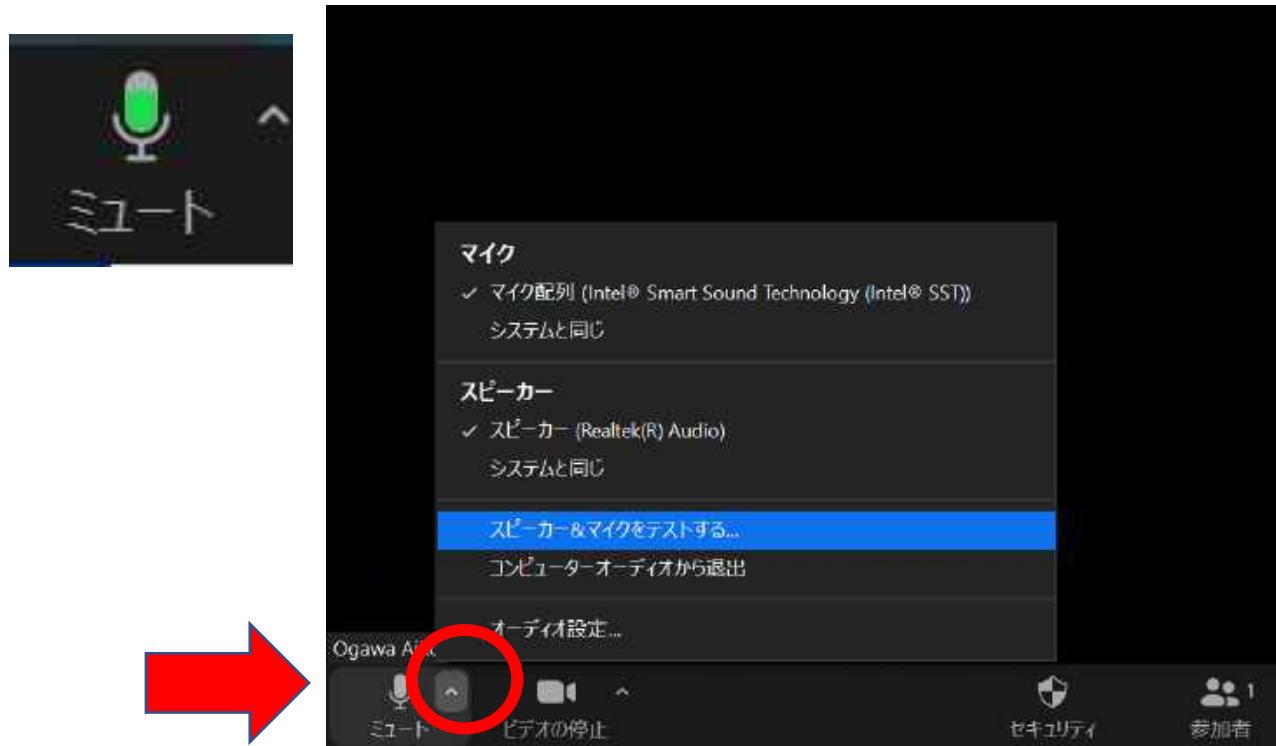 ミュート
マイク
マイク配列 (Intel® Smart Sound Technology (Intel® SST))
システムと同じ
スピーカー
スピーカー (Realtek(R) Audio)
システムと同じ
スピーカー&マイクをテストする...
コンピューターオーディオから退出
オーディオ設定...
Ogawa
ミュート
ビデオの停止
セキュリティ
1
参加者